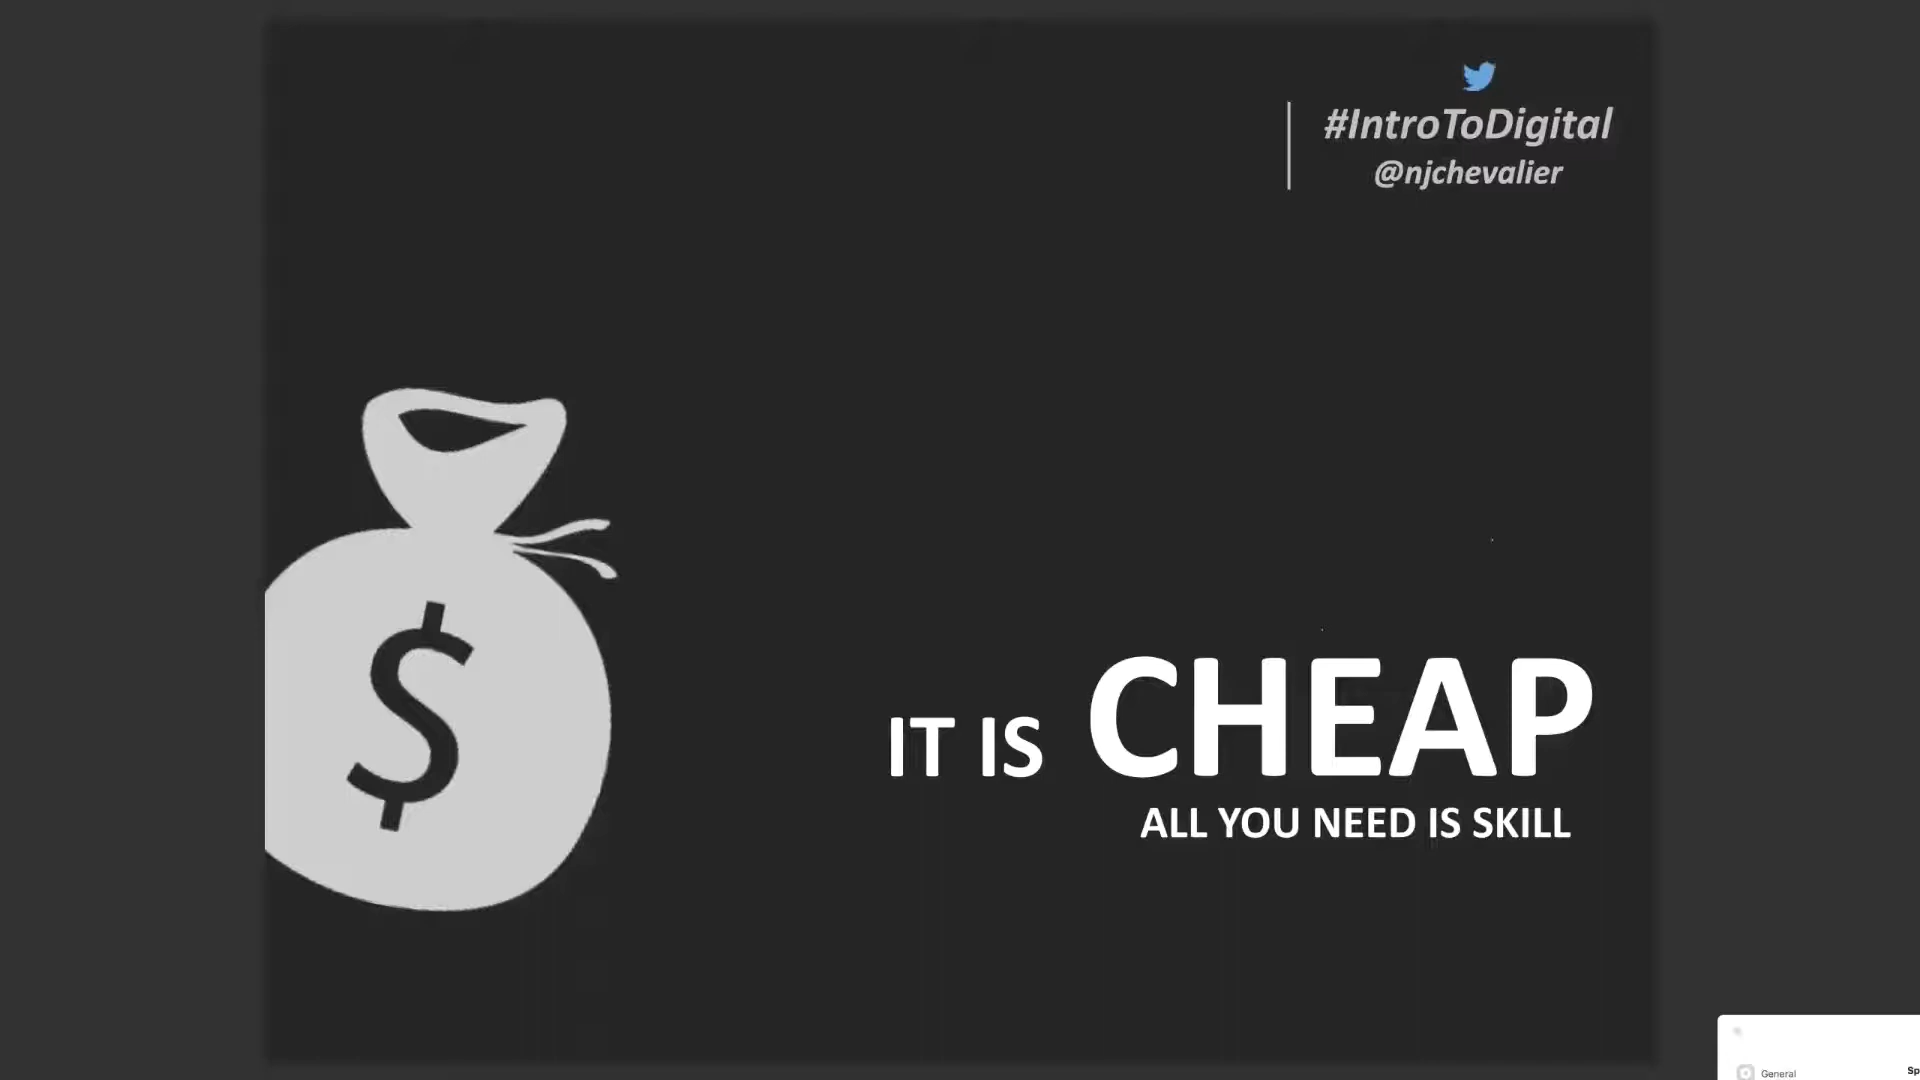 #IntroToDigital
@njchevalier
$
IT IS CHEAP
ALL YOU NEED IS SKILL
General